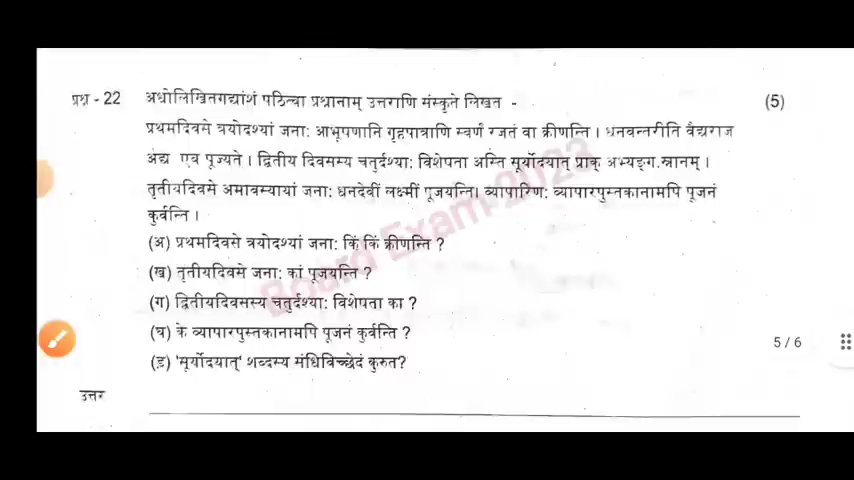 प्रश्न - 22 अधोलिखितगद्यांशं पठित्वा प्रश्नानाम् उत्तराणि संस्कृते लिखत - (5)
प्रथमदिवसे त्रयोदश्यां जना: आभूषणानि गृहपात्राणि स्वर्णं रजतं वा क्रीणन्ति । धनवन्तरीति वैद्यराज
अंद्य एव पूज्यते । द्वितीय दिवसस्य चतुर्दश्या: विशेषता अस्ति सूर्योदयात् प्राक् अभ्यङ्ग.स्नानम् ।
तृतीयदिवसे अमावस्यायां जना: धनदेवीं लक्ष्मीं पूजयन्ति। व्यापारिण: व्यापारपुस्तकानामपि पूजनं
कुर्वन्ति ।
(अ) प्रथमदिवसे त्रयोदश्यां जना: किं किं क्रीणन्ति ?
(ख) तृतीयदिवसे जना: कां पूजयन्ति ?
(ग) द्वितीयदिवसस्य चतुर्दश्या: विशेषता का ?
(घ) के व्यापारपुस्तकानामपि पूजनं कुर्वन्ति ?
(ड़) 'सूर्योदयात्' शब्दस्य संधिविच्छेदं कुरुत?
उत्तर
Board Exam 2023
5 / 6